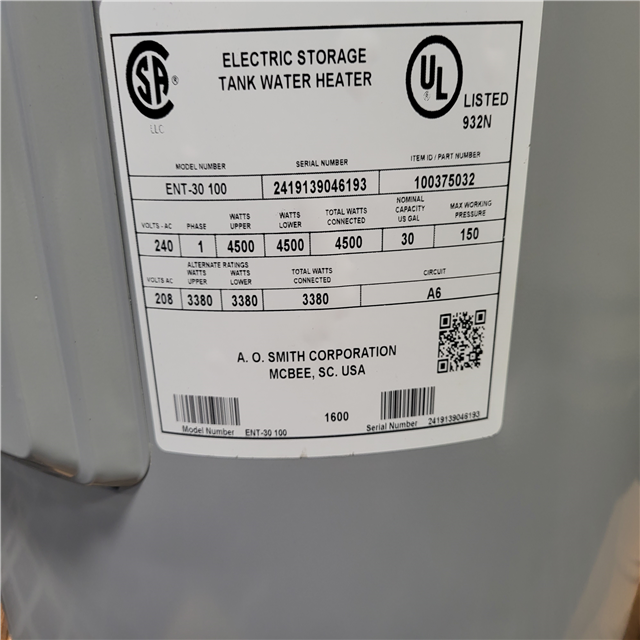 SA
®
LLC
ELECTRIC STORAGE
TANK WATER HEATER
UL
®
LISTED
932N
MODEL NUMBER SERIAL NUMBER ITEM ID / PART NUMBER
ENT-30 100 2419139046193 100375032
VOLTS - AC PHASE WATTS UPPER WATTS LOWER TOTAL WATTS CONNECTED NOMINAL CAPACITY US GAL MAX WORKING PRESSURE
240 1 4500 4500 4500 30 150
ALTERNATE RATINGS
VOLTS AC WATTS UPPER WATTS LOWER TOTAL WATTS CONNECTED CIRCUIT
208 3380 3380 3380 A6
A. O. SMITH CORPORATION
MCBEE, SC. USA
1600
Model Number ENT-30 100 Serial Number 2419139046193